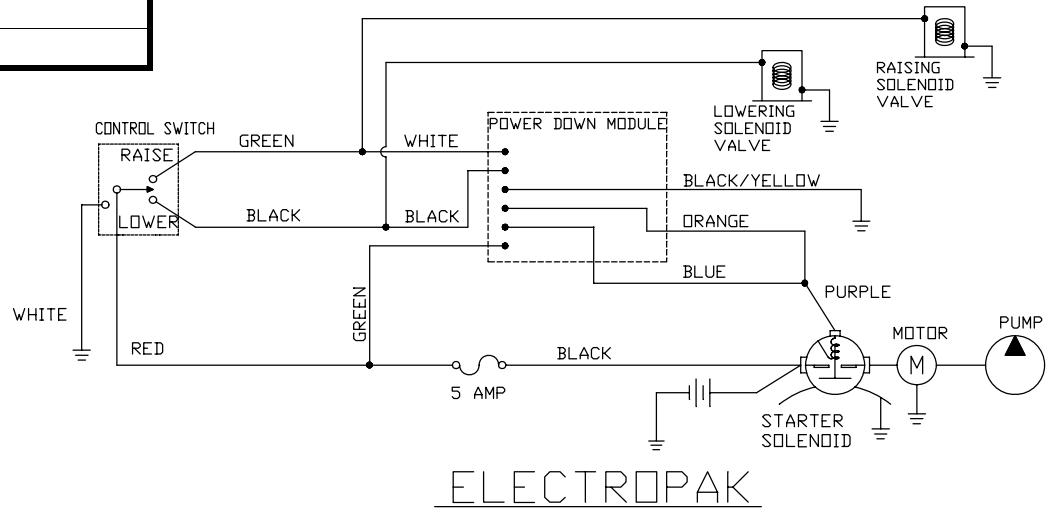 RAISING
SOLENOID
VALVE
LOWERING
SOLENOID
VALVE
CONTROL SWITCH
POWER DOWN MODULE
GREEN
WHITE
RAISE
BLACK/YELLOW
LOWER
BLACK
BLACK
ORANGE
BLUE
PURPLE
GREEN
WHITE
RED
BLACK
MOTOR
PUMP
M
5 AMP
STARTER
SOLENOID
ELECTROPAK